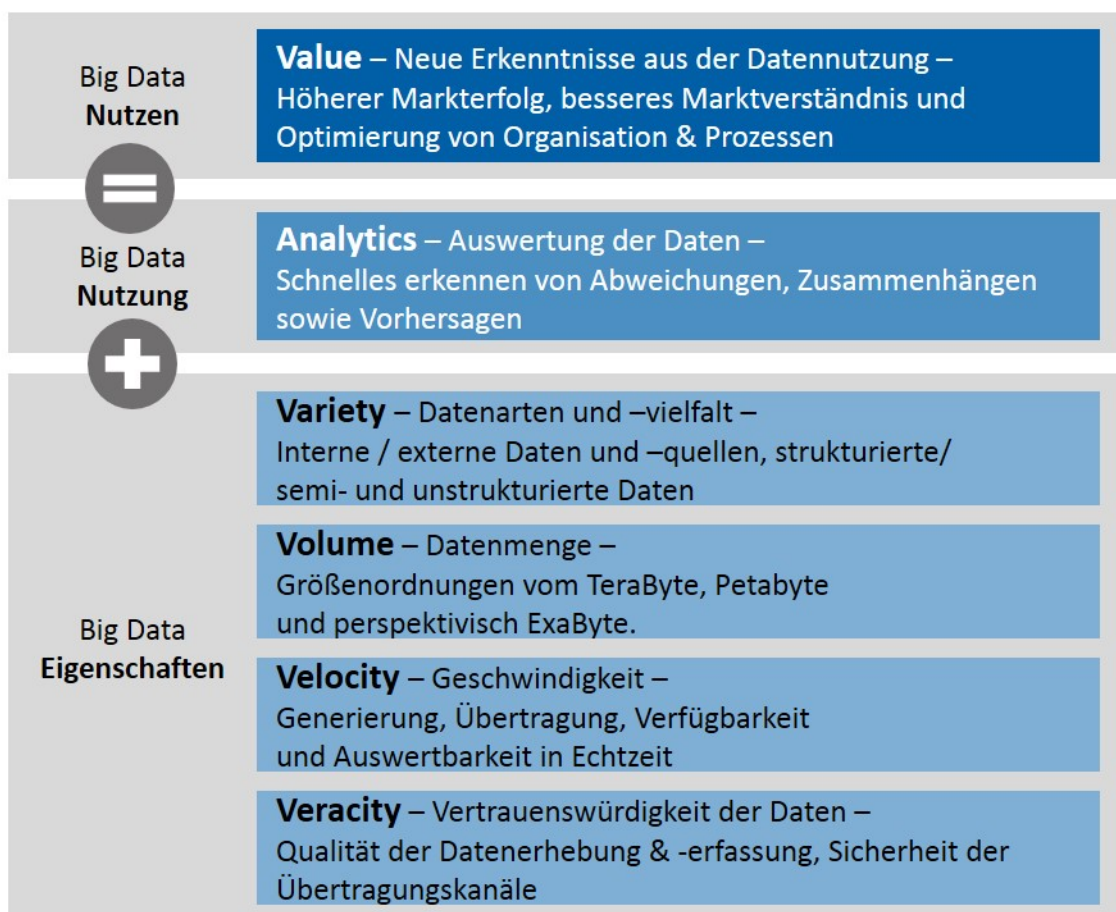 Big Data
Nutzen
Value – Neue Erkenntnisse aus der Datennutzung –
Höherer Markterfolg, besseres Marktverständnis und
Optimierung von Organisation & Prozessen
Big Data
Nutzung
Analytics – Auswertung der Daten –
Schnelles erkennen von Abweichungen, Zusammenhängen
sowie Vorhersagen
Big Data
Eigenschaften
Variety – Datenarten und –vielfalt –
Interne / externe Daten und –quellen, strukturierte/
semi- und unstrukturierte Daten
Volume – Datenmenge –
Größenordnungen vom TeraByte, Petabyte
und perspektivisch ExaByte.
Velocity – Geschwindigkeit –
Generierung, Übertragung, Verfügbarkeit
und Auswertbarkeit in Echtzeit
Veracity – Vertrauenswürdigkeit der Daten –
Qualität der Datenerhebung & -erfassung, Sicherheit der
Übertragungskanäle